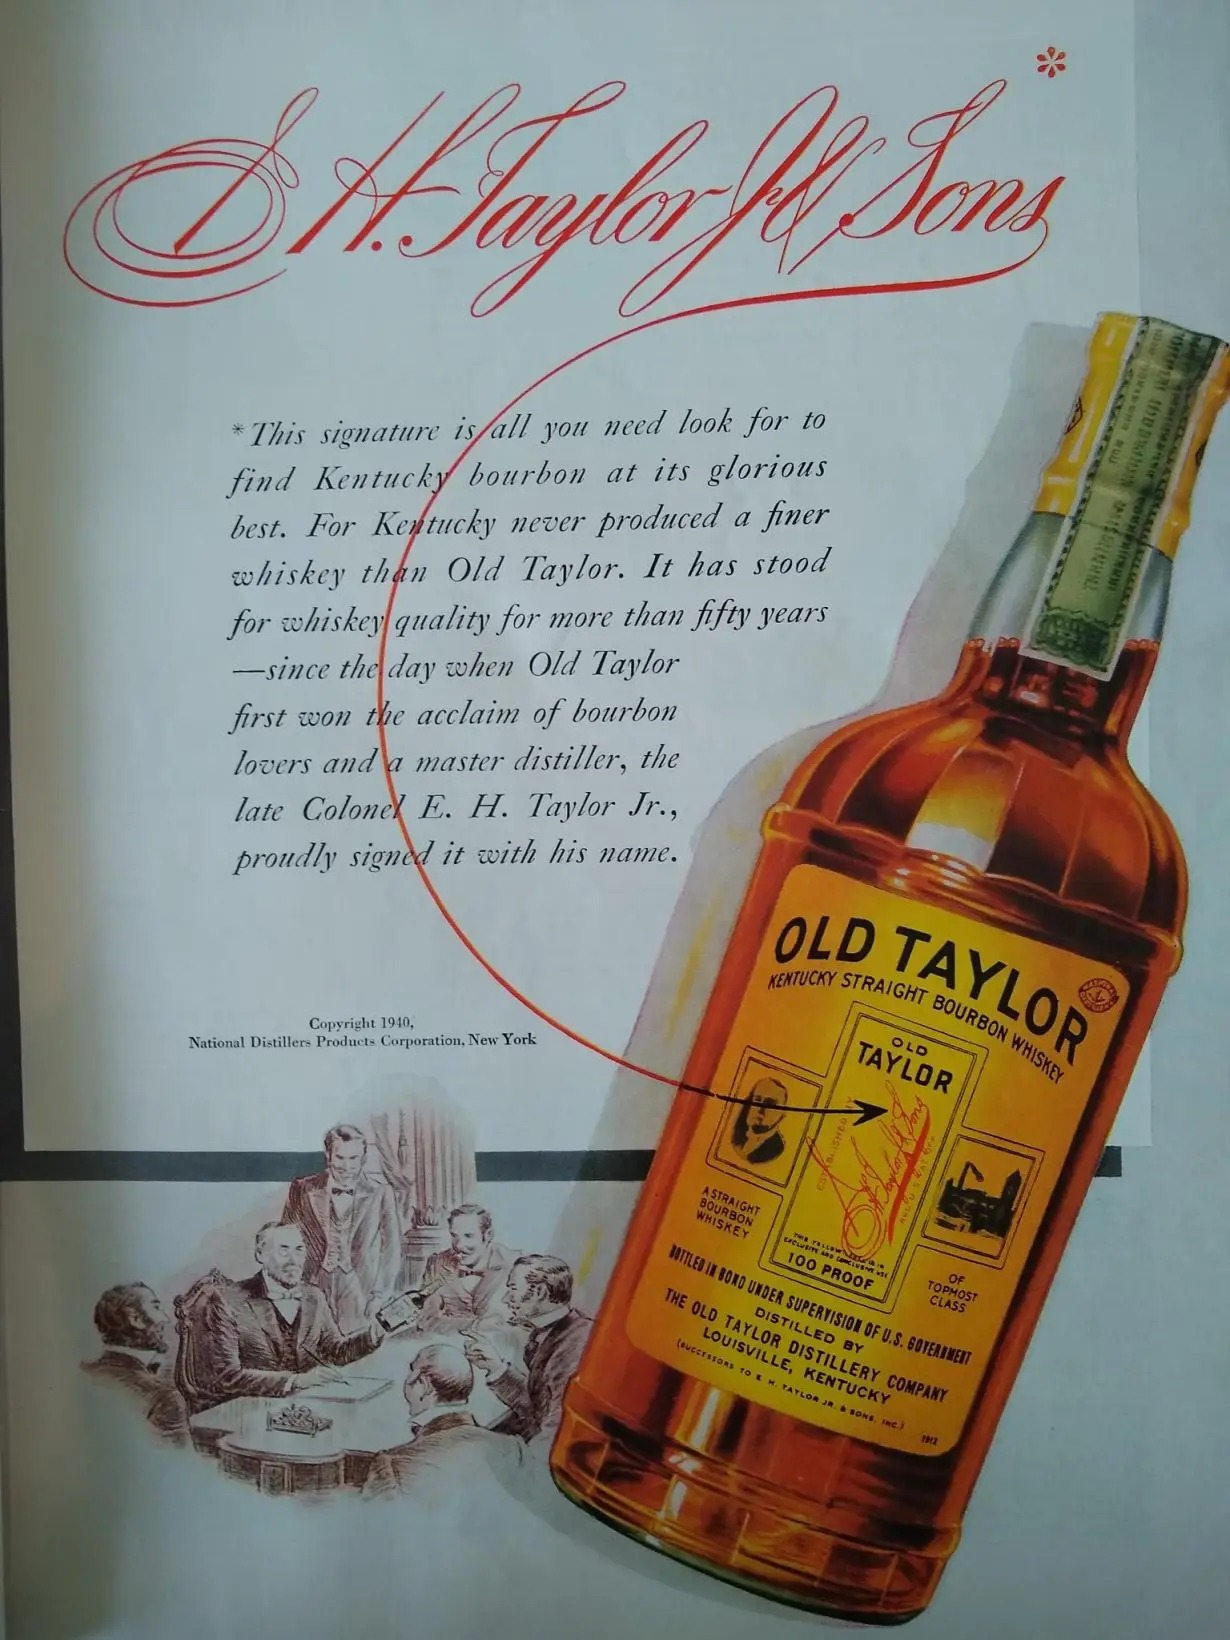 E. H. Taylor Jr. & Sons*
*This signature is all you need look for to
find Kentucky bourbon at its glorious
best. For Kentucky never produced a finer
whiskey than Old Taylor. It has stood
for whiskey quality for more than fifty years
—since the day when Old Taylor
first won the acclaim of bourbon
lovers and a master distiller, the
late Colonel E. H. Taylor Jr.,
proudly signed it with his name.
Copyright 1940,
National Distillers Products Corporation, New York
OLD TAYLOR
KENTUCKY STRAIGHT BOURBON WHISKEY
OLD
TAYLOR
E. H. Taylor Jr. & Sons
A STRAIGHT
BOURBON
WHISKEY
100 PROOF
OF
TOPMOST
CLASS
BOTTLED IN BOND UNDER SUPERVISION OF U.S. GOVERNMENT
DISTILLED BY
THE OLD TAYLOR DISTILLERY COMPANY
LOUISVILLE, KENTUCKY
(SUCCESSORS TO E. H. TAYLOR JR. & SONS, INC.)